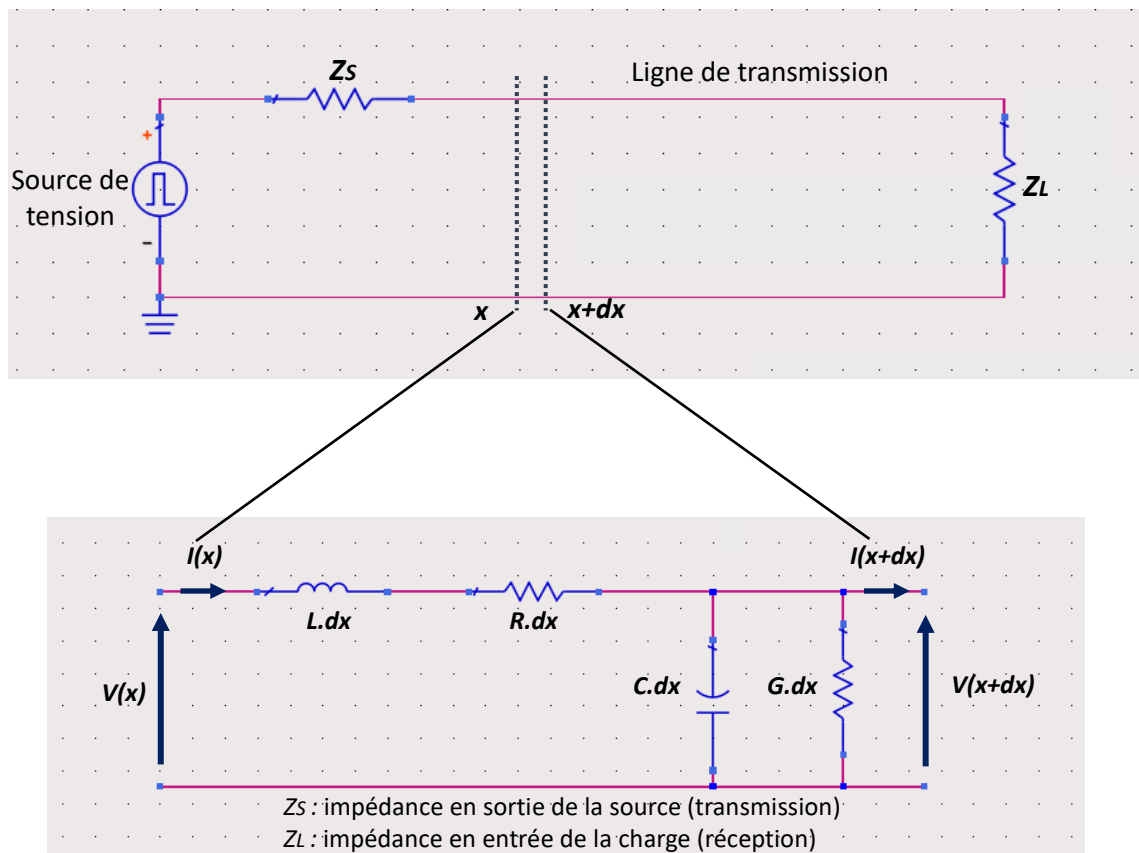 Zs
Ligne de transmission
+
Source de
tension
ZL
-
x
x+dx
I(x)
I(x+dx)
L.dx
R.dx
V(x)
C.dx
G.dx
V(x+dx)
Zs : impédance en sortie de la source (transmission)
ZL : impédance en entrée de la charge (réception)